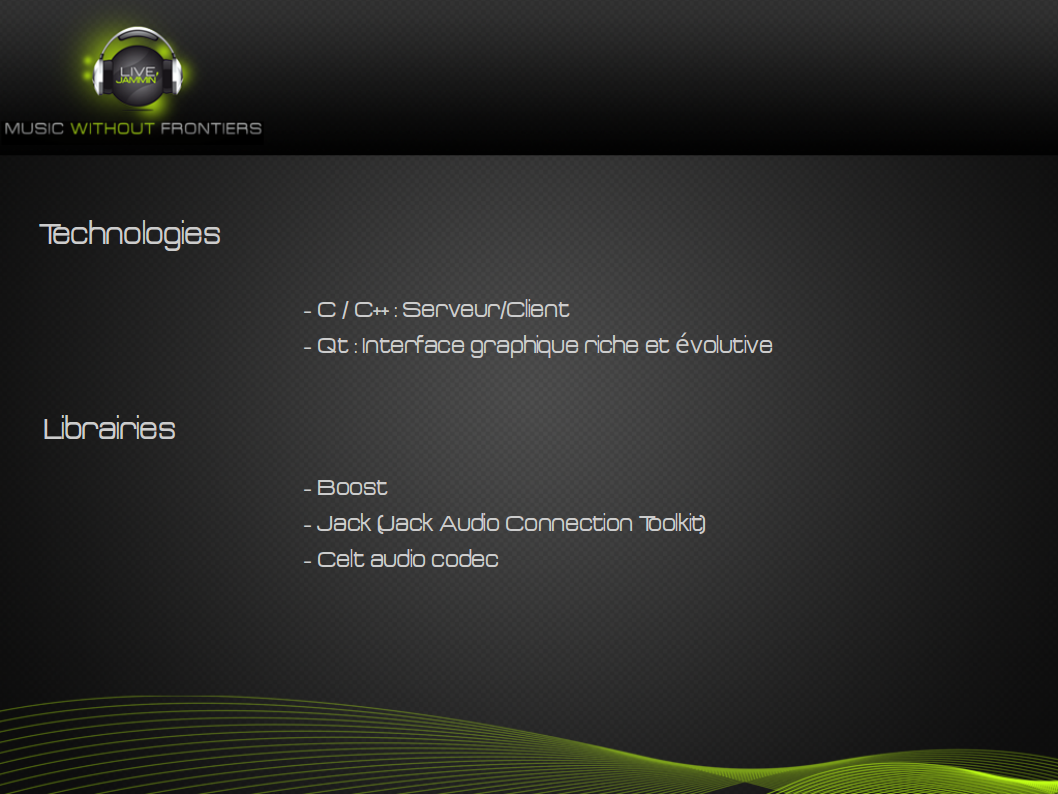 LIVE
JAMMIN'
MUSIC WITHOUT FRONTIERS
Technologies
- C / C++ : Serveur/Client
- Qt : Interface graphique riche et évolutive
Librairies
- Boost
- Jack (Jack Audio Connection Toolkit)
- Celt audio codec